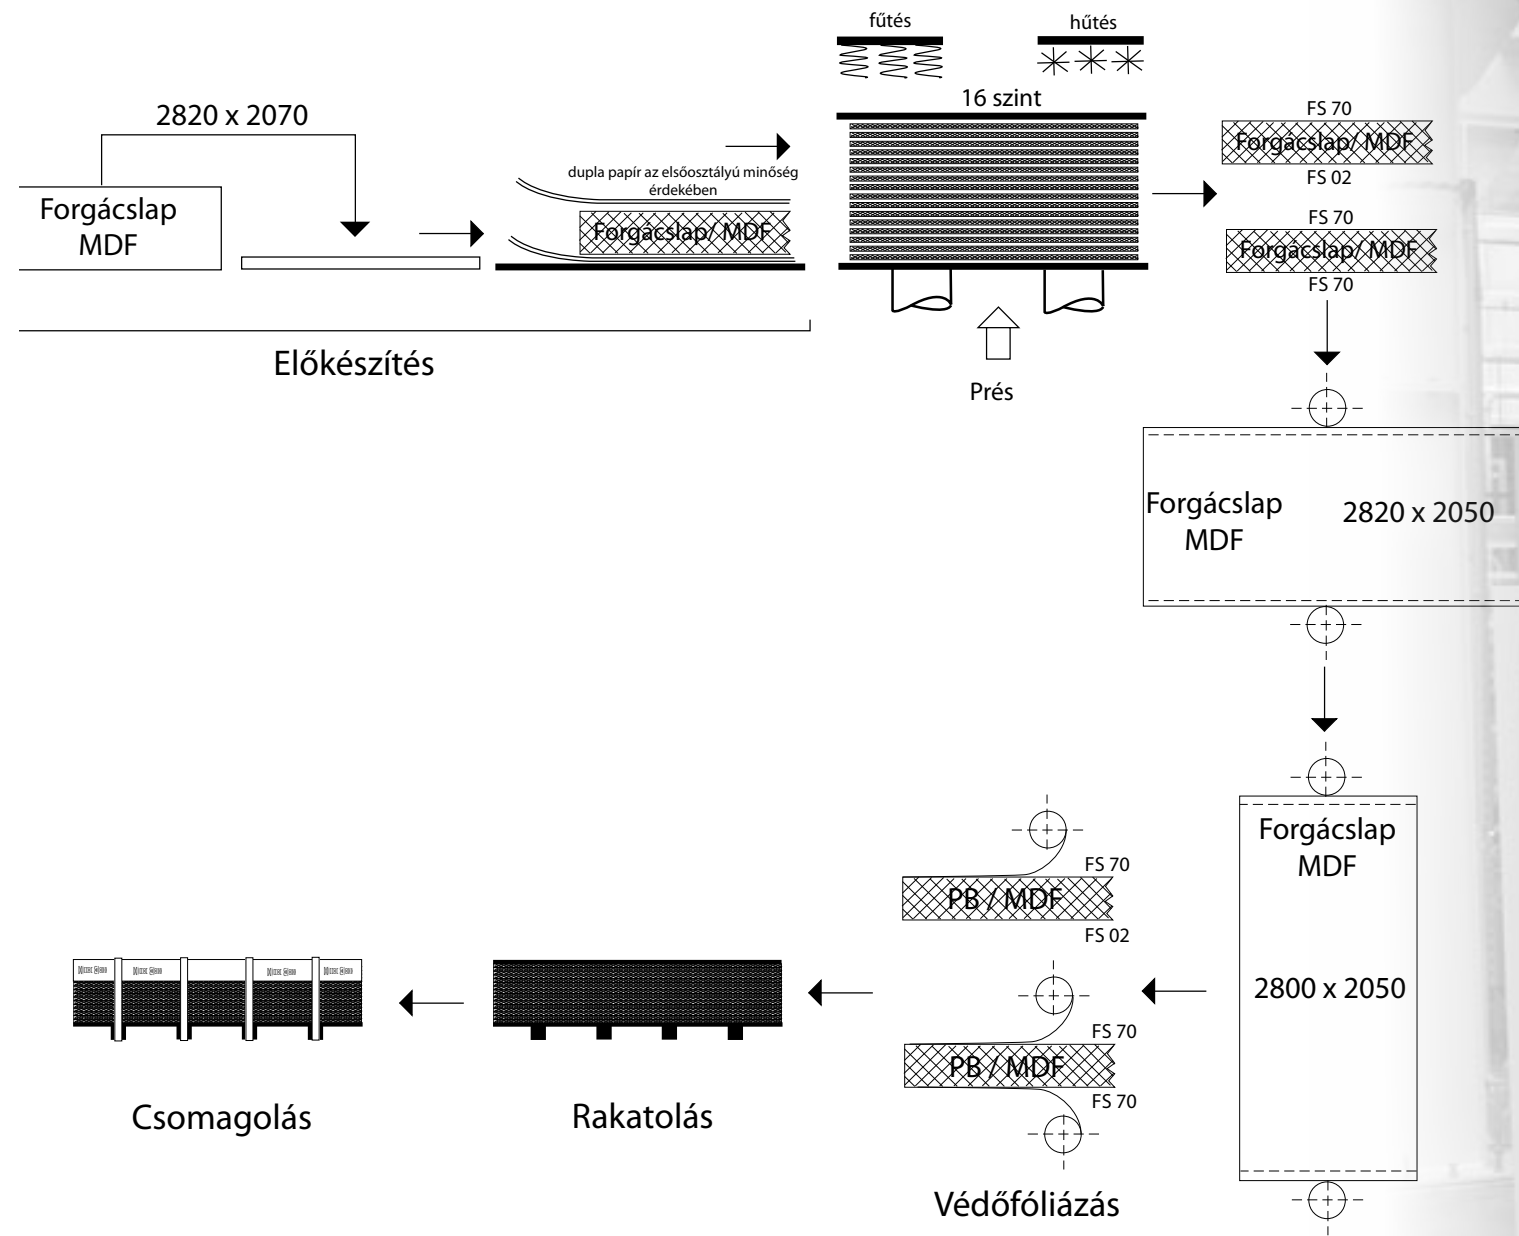 fűtés
hűtés
16 szint
2820 x 2070
Forgácslap
MDF
dupla papír az elsőosztályú minőség
érdekében
Forgácslap/ MDF
Előkészítés
Prés
FS 70
Forgácslap/ MDF
FS 02
FS 70
Forgácslap/ MDF
FS 70
Forgácslap
MDF
2820 x 2050
Forgácslap
MDF
2800 x 2050
FS 70
PB / MDF
FS 02
FS 70
PB / MDF
FS 70
Védőfóliázás
Rakatolás
Csomagolás